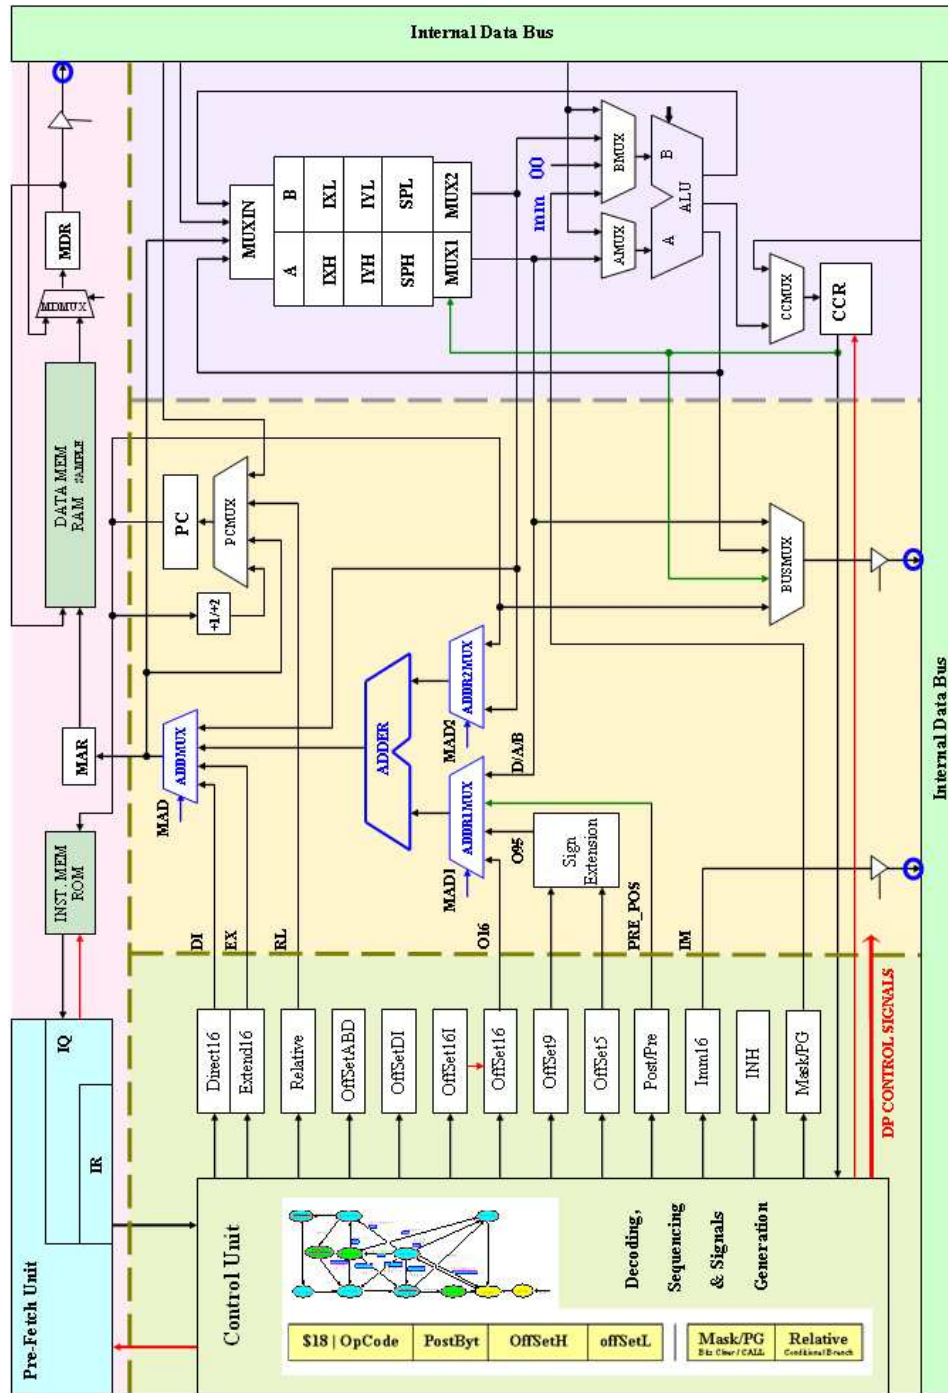 Internal Data Bus
MDR
MDMUX
DATA MEM
RAM SAMPLE
MAR
INST. MEM
ROM
IQ
IR
Pre-Fetch Unit
MUXIN
A
B
IXH
IXL
IYH
IYL
SPH
SPL
MUX1
MUX2
mm
00
AMUX
BMUX
A
B
ALU
CCMUX
CCR
PC
PCMUX
+1/+2
ADDMUX
MAD
ADDER
ADDR1MUX
MAD1
ADDR2MUX
MAD2
D/A/B
BUSMUX
O95
Sign
Extension
DI
EX
RL
O16
PRE_POS
IM
Direct16
Extend16
Relative
OffSetABD
OffSetDI
OffSet16I
OffSet16
OffSet9
OffSet5
Post/Pre
Imm16
INH
Mask/PG
DP CONTROL SIGNALS
Internal Data Bus
Control Unit
Decoding,
Sequencing
& Signals
Generation
$18 | OpCode
PostByt
OffSetH
offSetL
Mask/PG
Bit Clear / CALL
Relative
Conditional Branch